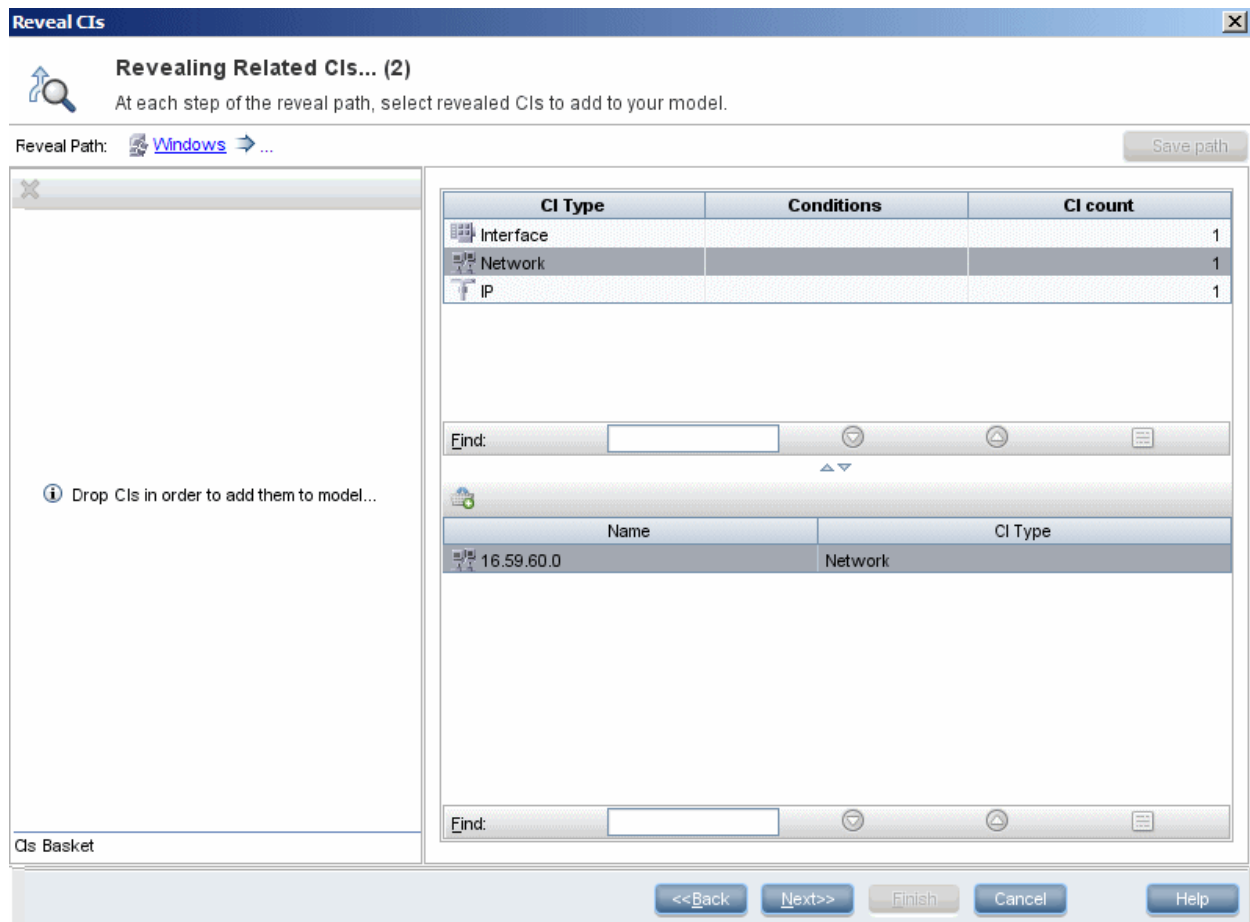 Reveal CIs
Revealing Related CIs... (2)
At each step of the reveal path, select revealed CIs to add to your model.
Reveal Path: Windows ...
Save path
CI Type Conditions CI count
Interface 1
Network 1
IP 1
Find:
Drop CIs in order to add them to model...
Name CI Type
16.59.60.0 Network
Find:
CIs Basket
<<Back Next>> Finish Cancel Help